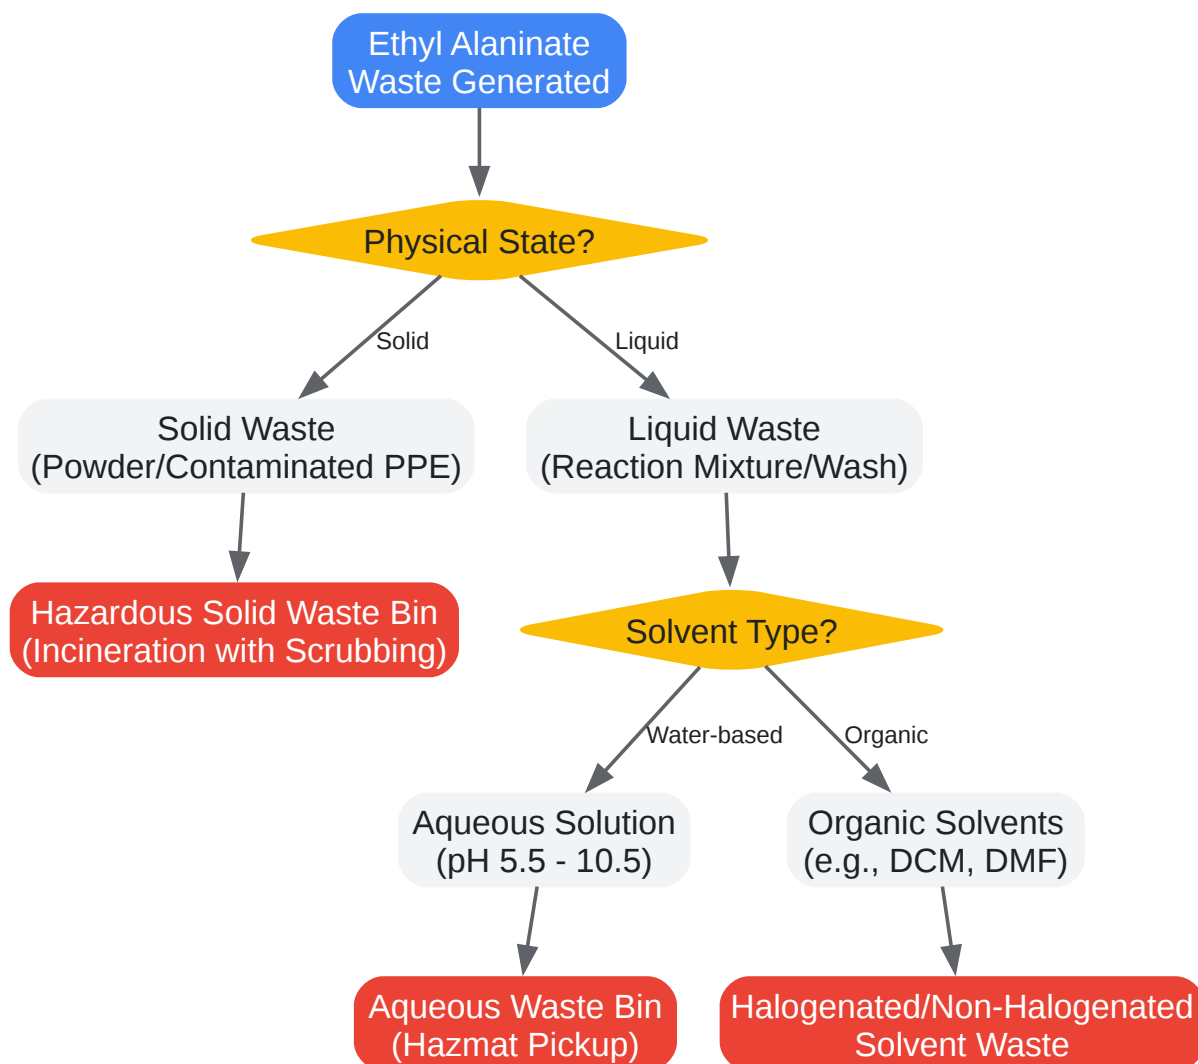 Ethyl Alaninate
Waste Generated
Physical State?
Solid
Liquid
Solid Waste
(Powder/Contaminated PPE)
Liquid Waste
(Reaction Mixture/Wash)
Hazardous Solid Waste Bin
(Incineration with Scrubbing)
Solvent Type?
Water-based
Organic
Aqueous Solution
(pH 5.5 - 10.5)
Organic Solvents
(e.g., DCM, DMF)
Aqueous Waste Bin
(Hazmat Pickup)
Halogenated/Non-Halogenated
Solvent Waste